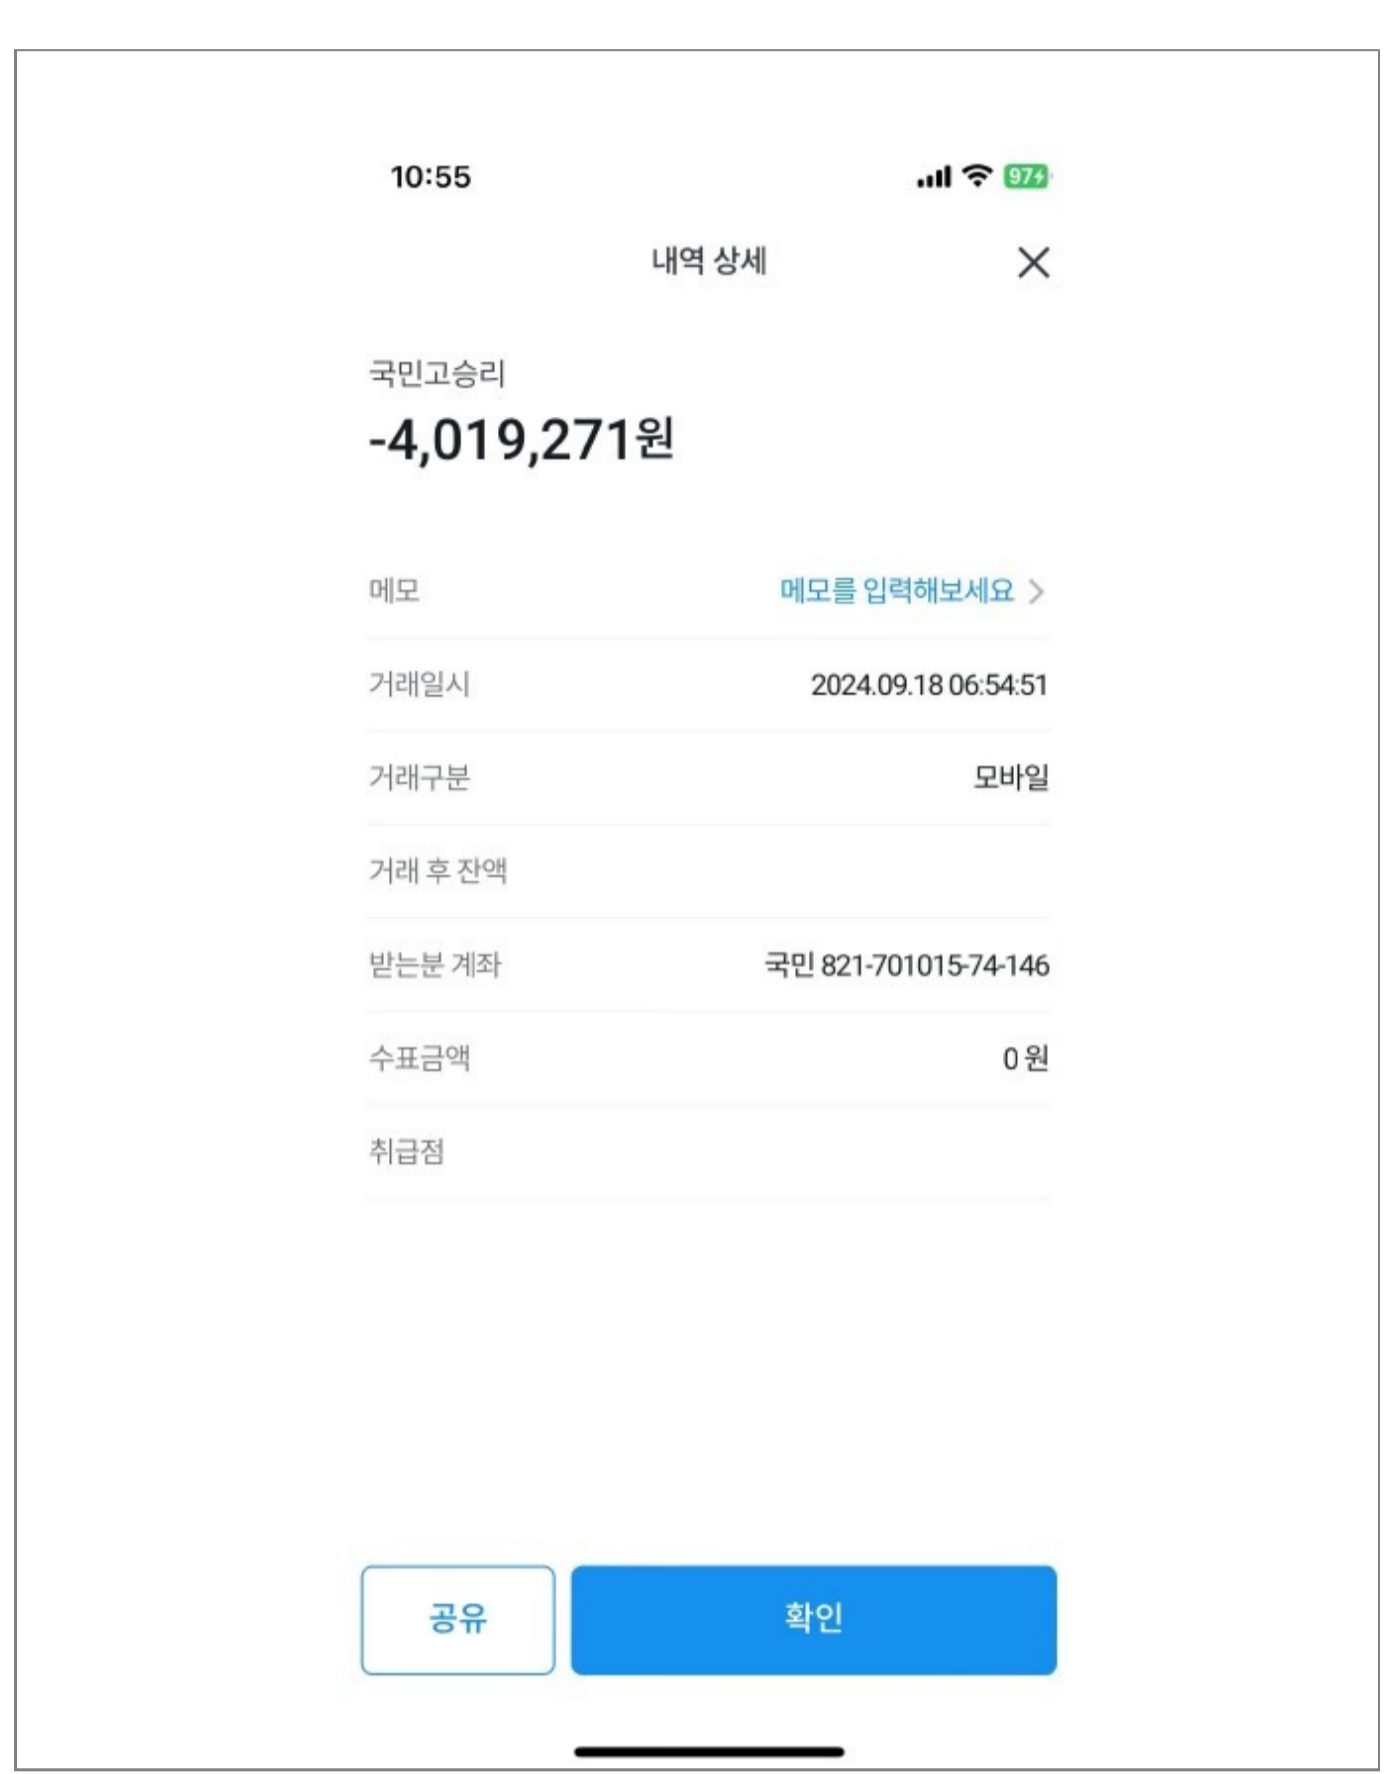 10:55 97
내역 상세
국민고승리
-4,019,271원
메모 메모를 입력해보세요
거래일시 2024.09.18 06:54:51
거래구분 모바일
거래 후 잔액
받는분 계좌 국민 821-701015-74-146
수표금액 0 원
취급점
공유 확인